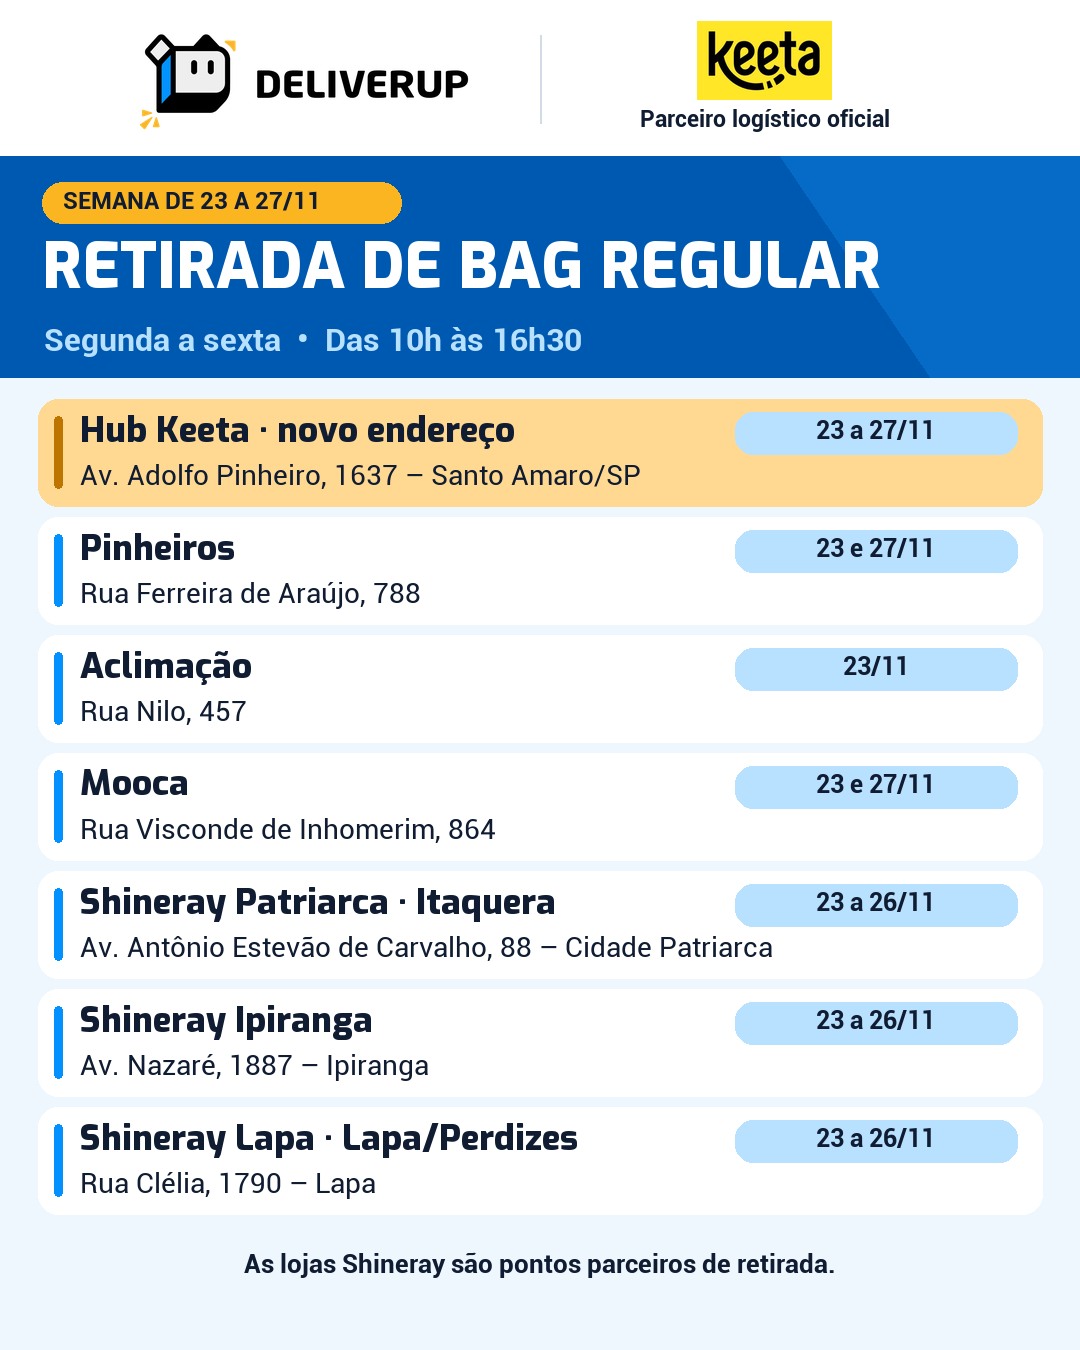 DELIVERUP
keeta
Parceiro logístico oficial
SEMANA DE 23 A 27/11
RETIRADA DE BAG REGULAR
Segunda a sexta • Das 10h às 16h30
Hub Keeta · novo endereço
23 a 27/11
Av. Adolfo Pinheiro, 1637 – Santo Amaro/SP
Pinheiros
23 e 27/11
Rua Ferreira de Araújo, 788
Aclimação
23/11
Rua Nilo, 457
Mooca
23 e 27/11
Rua Visconde de Inhomerim, 864
Shineray Patriarca · Itaquera
23 a 26/11
Av. Antônio Estevão de Carvalho, 88 – Cidade Patriarca
Shineray Ipiranga
23 a 26/11
Av. Nazaré, 1887 – Ipiranga
Shineray Lapa · Lapa/Perdizes
23 a 26/11
Rua Clélia, 1790 – Lapa
As lojas Shineray são pontos parceiros de retirada.